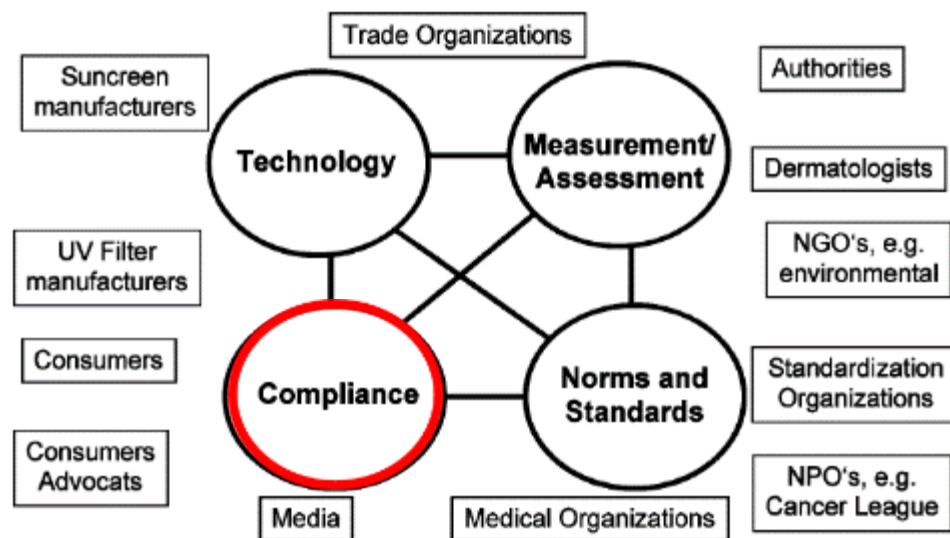 Trade Organizations
Suncreen
manufacturers
Authorities
Technology
Measurement/
Assessment
Dermatologists
UV Filter
manufacturers
NGO‘s, e.g.
environmental
Consumers
Compliance
Norms and
Standards
Standardization
Organizations
Consumers
Advocats
Media
Medical Organizations
NPO‘s, e.g.
Cancer League